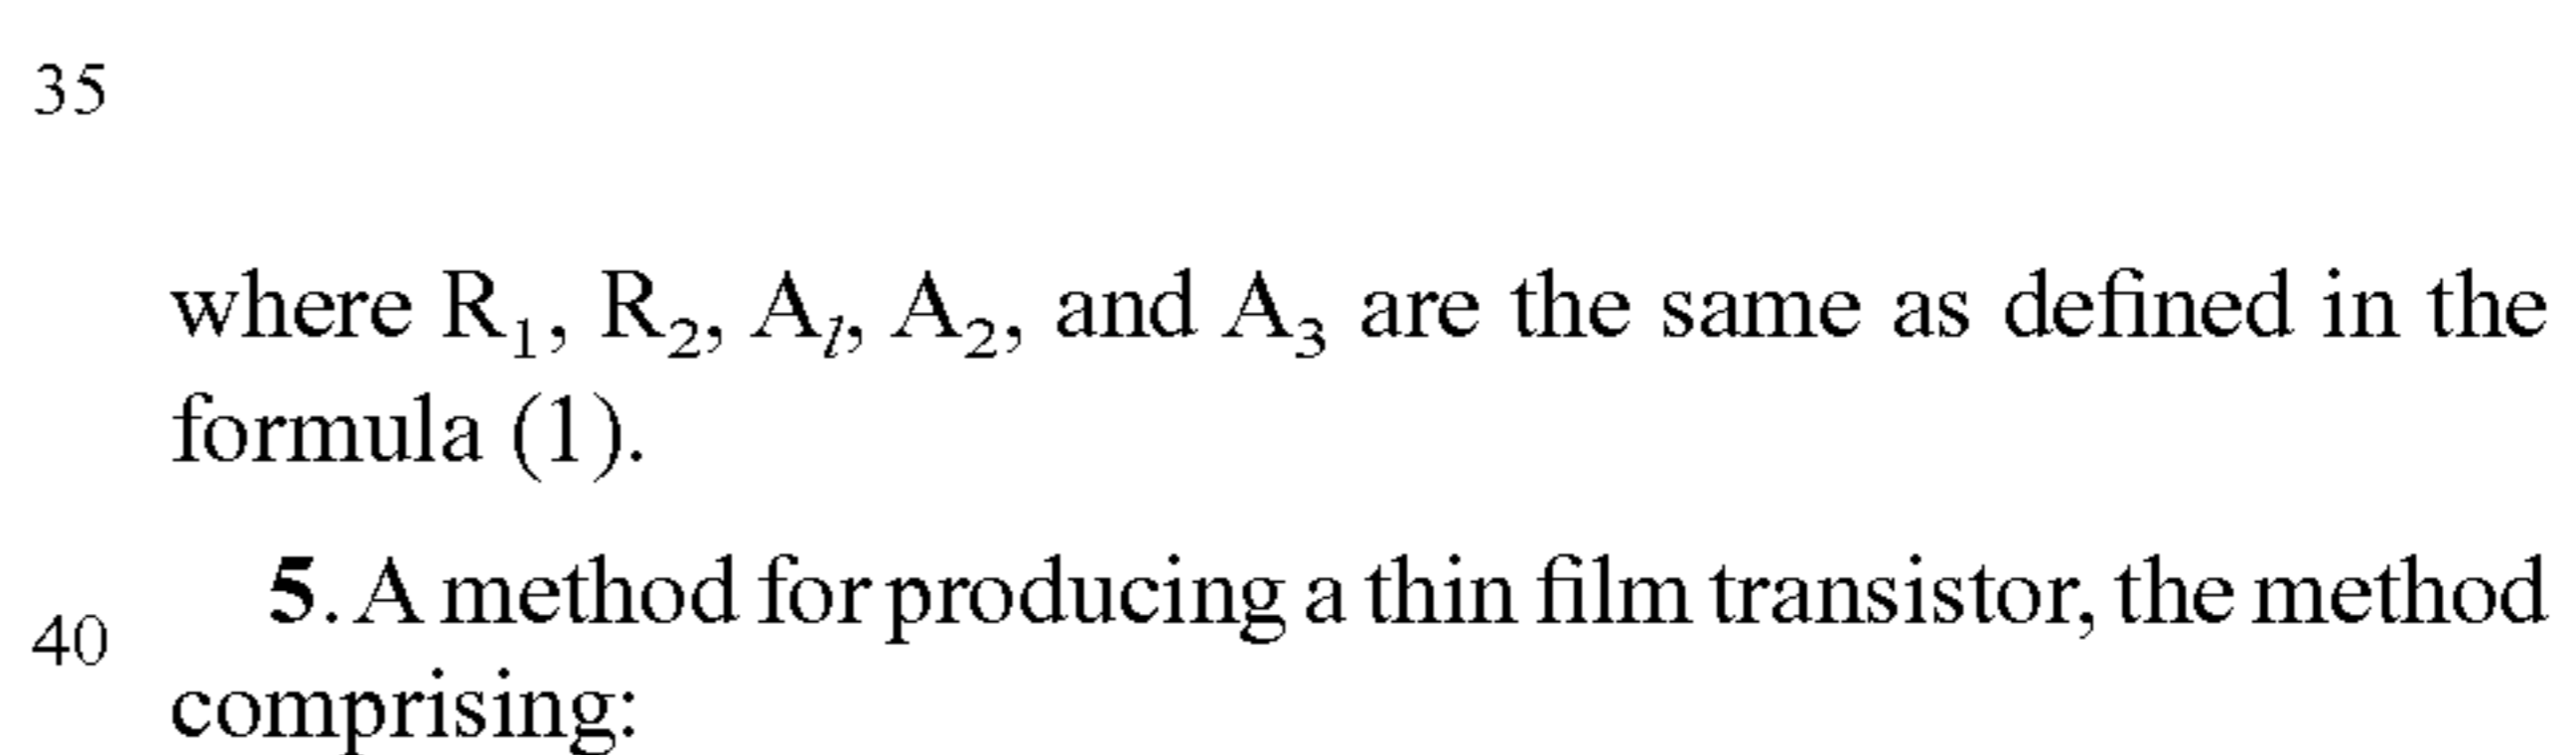 35
where R₁, R₂, Aₗ, A₂, and A₃ are the same as defined in the
formula (1).
5. A method for producing a thin film transistor, the method
40
comprising: